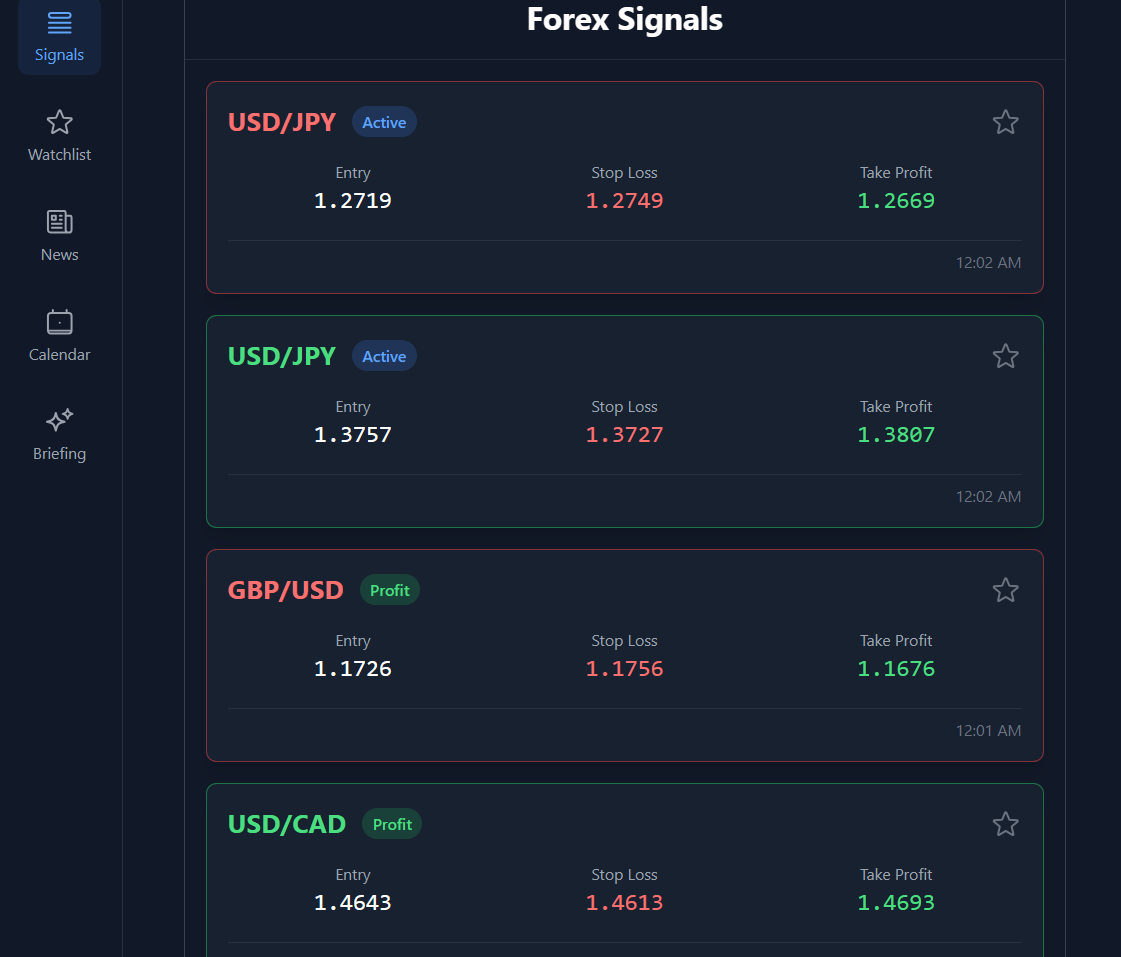 Forex Signals
Signals
Watchlist
News
Calendar
Briefing
USD/JPY Active
Entry Stop Loss Take Profit
1.2719 1.2749 1.2669
12:02 AM
USD/JPY Active
Entry Stop Loss Take Profit
1.3757 1.3727 1.3807
12:02 AM
GBP/USD Profit
Entry Stop Loss Take Profit
1.1726 1.1756 1.1676
12:01 AM
USD/CAD Profit
Entry Stop Loss Take Profit
1.4643 1.4613 1.4693